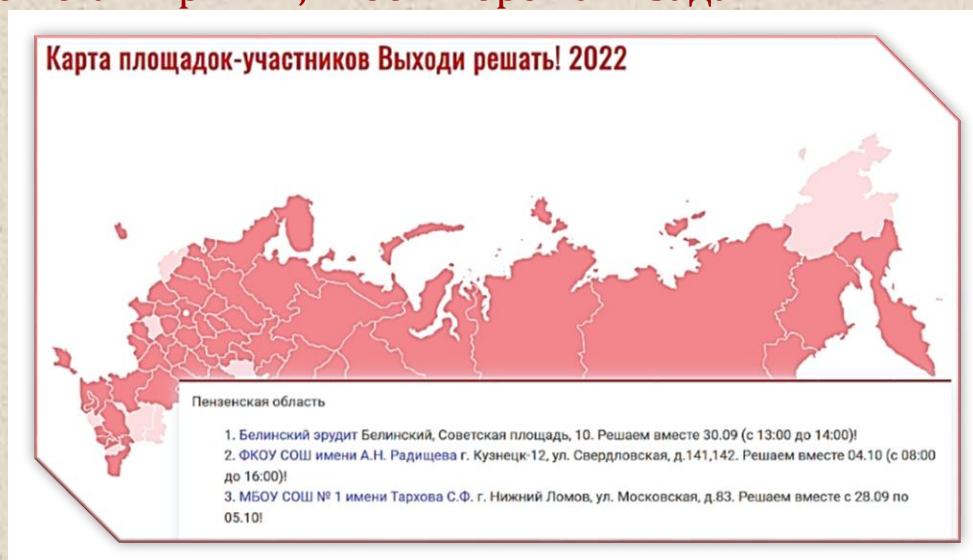 Карта площадок-участников Выходи решать! 2022
Пензенская область
1. Белинский эрудит Белинский, Советская площадь, 10. Решаем вместе 30.09 (с 13:00 до 14:00)!
2. ФКОУ СОШ имени А.Н. Радищева г. Кузнецк-12, ул. Свердловская, д.141,142. Решаем вместе 04.10 (с 08:00
до 16:00)!
3. МБОУ СОШ № 1 имени Тархова С.Ф. г. Нижний Ломов, ул. Московская, д.83. Решаем вместе с 28.09 по
05.10!